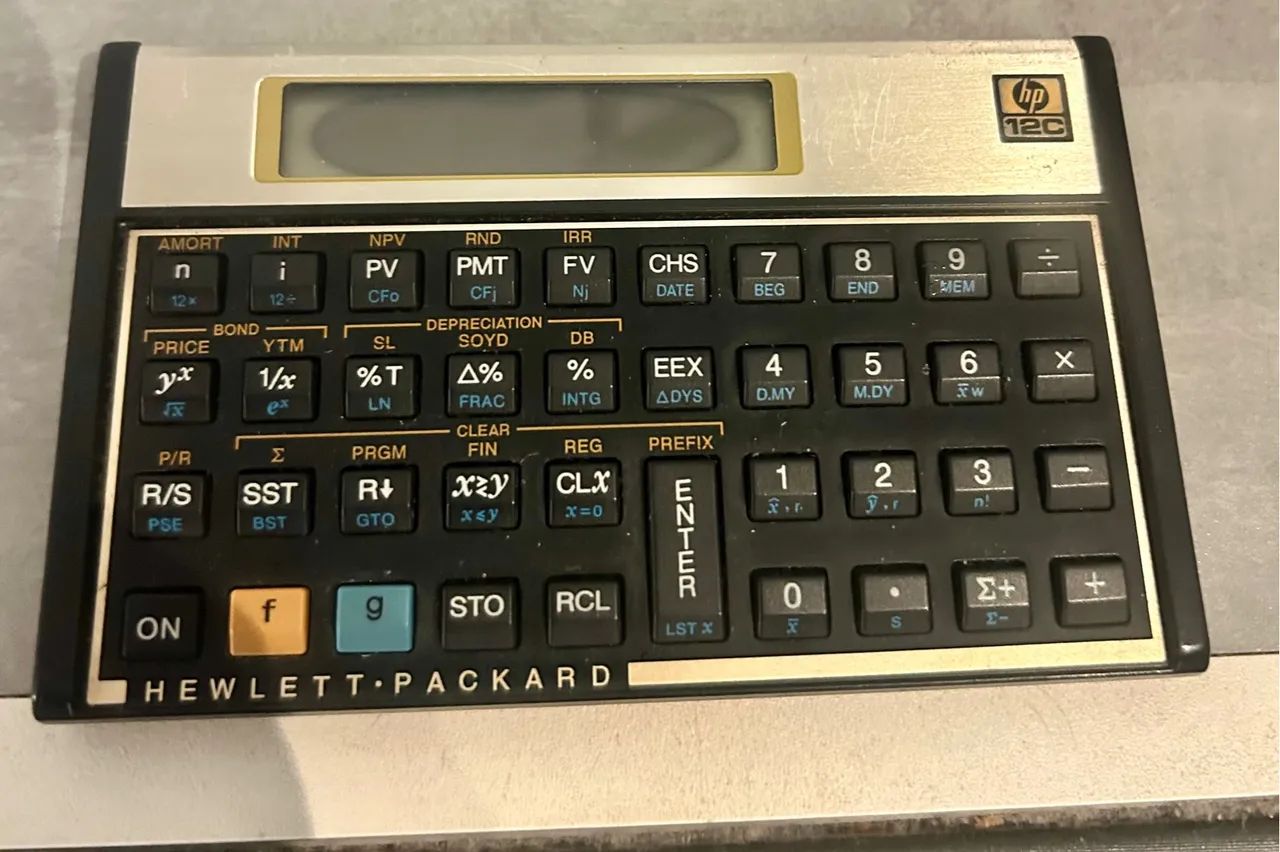 hp
12C
AMORT INT NPV RND IRR
n i PV PMT FV CHS 7 8 9 ÷
12× 12÷ CFo CFj Nj DATE BEG END MEM
BOND DEPRECIATION
PRICE YTM SL SOYD DB
yˣ 1/x %T Δ% % EEX 4 5 6 ×
√x eˣ LN FRAC INTG ΔDYS D.MY M.DY x̅w
CLEAR
P/R Σ PRGM FIN REG PREFIX
R/S SST R↓ x≷y CLx ENTER 1 2 3 −
PSE BST GTO x≤y x=0 x̂,r ŷ,r n!
ON f g STO RCL 0 • Σ+ +
LST x x̅ s Σ−
HEWLETT·PACKARD